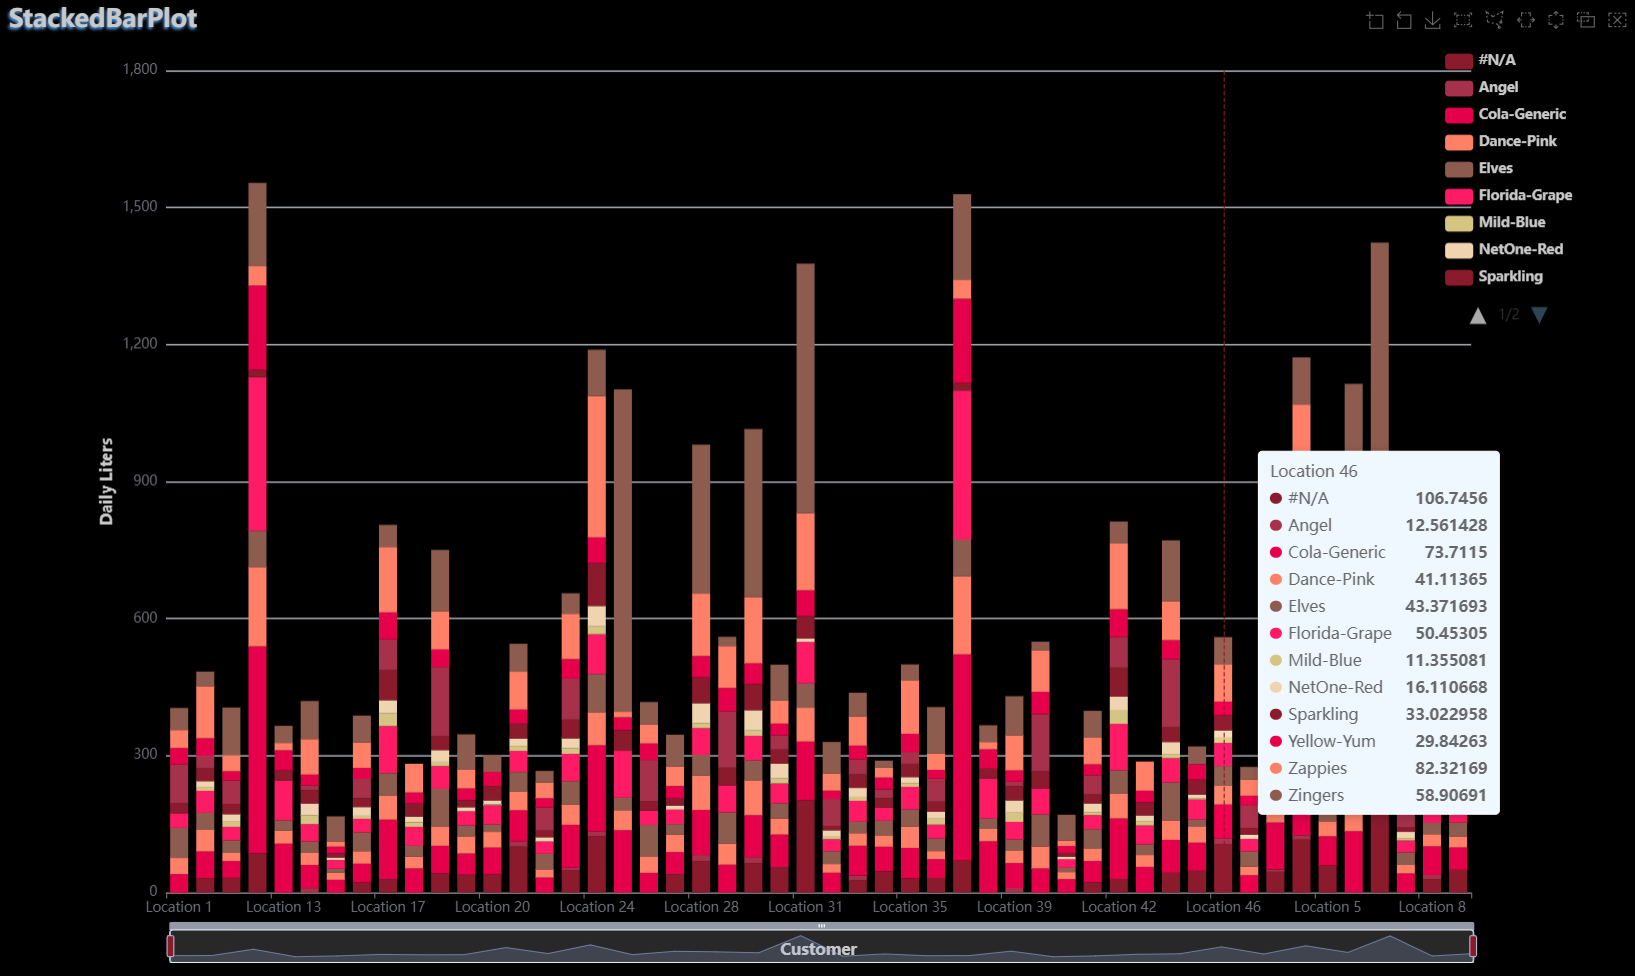 StackedBarPlot
#N/A
Angel
Cola-Generic
Dance-Pink
Elves
Florida-Grape
Mild-Blue
NetOne-Red
Sparkling
1/2
Daily Liters
1,800
1,500
1,200
900
600
300
0
Location 46
#N/A 106.7456
Angel 12.561428
Cola-Generic 73.7115
Dance-Pink 41.11365
Elves 43.371693
Florida-Grape 50.45305
Mild-Blue 11.355081
NetOne-Red 16.110668
Sparkling 33.022958
Yellow-Yum 29.84263
Zappies 82.32169
Zingers 58.90691
Location 1 Location 13 Location 17 Location 20 Location 24 Location 28 Location 31 Location 35 Location 39 Location 42 Location 46 Location 5 Location 8
Customer